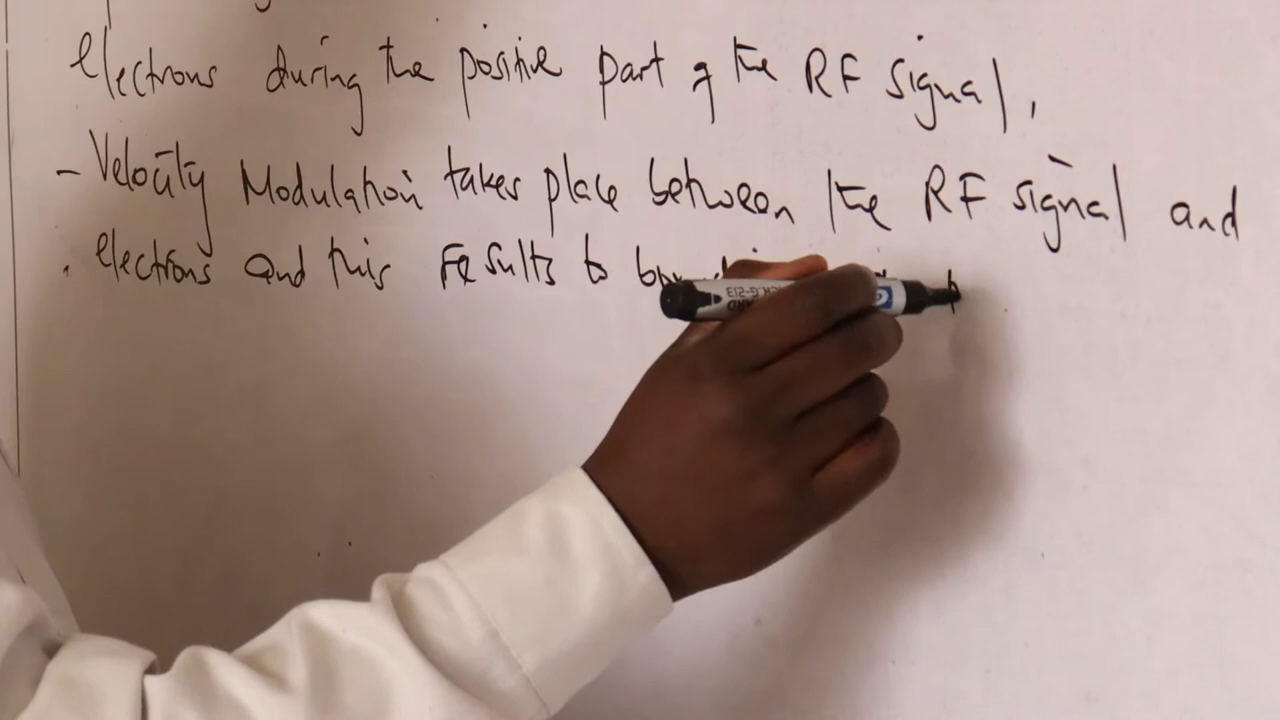 electrons during the positive part of the RF signal,
- Velocity Modulation takes place between the RF signal and
electrons and this results to